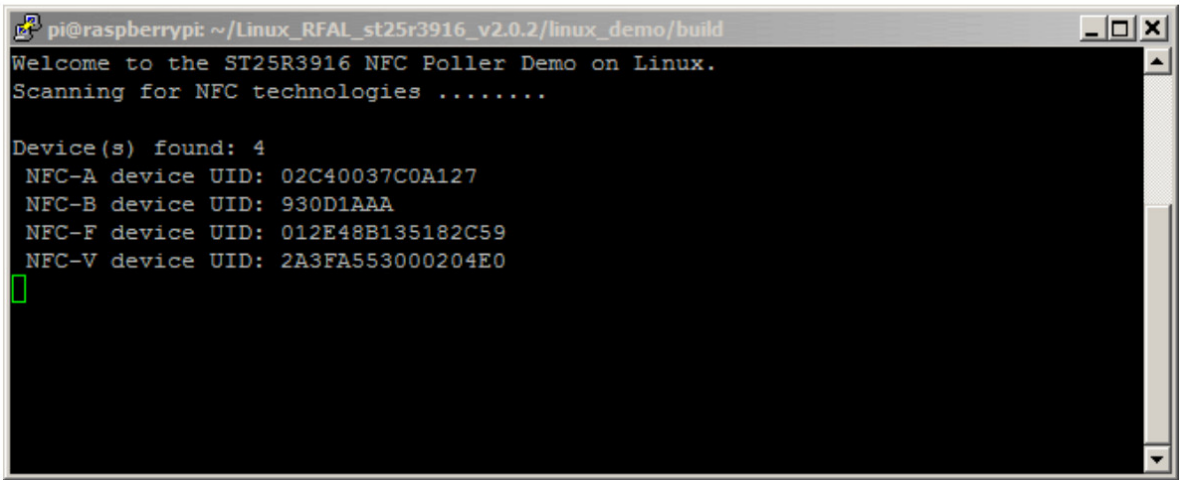 pi@raspberrypi: ~/Linux_RFAL_st25r3916_v2.0.2/linux_demo/build
Welcome to the ST25R3916 NFC Poller Demo on Linux.
Scanning for NFC technologies ........
Device(s) found: 4
NFC-A device UID: 02C40037C0A127
NFC-B device UID: 930D1AAA
NFC-F device UID: 012E48B135182C59
NFC-V device UID: 2A3FA553000204E0